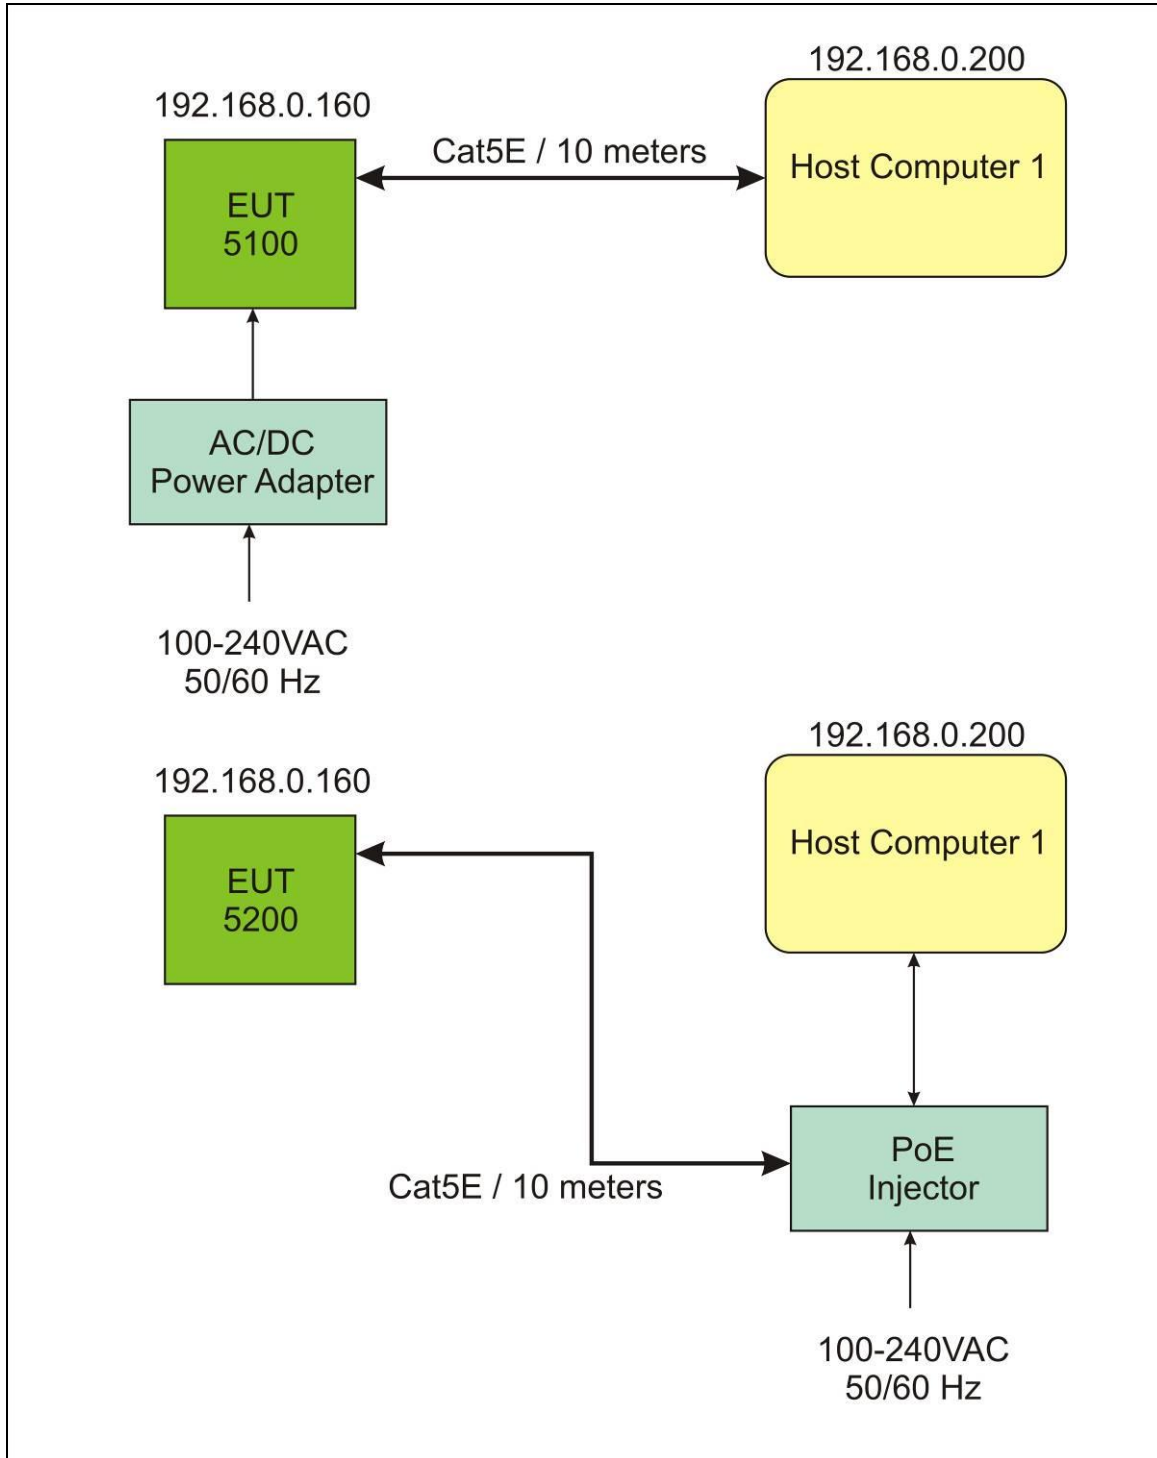 192.168.0.200
192.168.0.160
Cat5E / 10 meters
Host Computer 1
EUT
5100
AC/DC
Power Adapter
100-240VAC
50/60 Hz
192.168.0.200
192.168.0.160
Host Computer 1
EUT
5200
PoE
Injector
Cat5E / 10 meters
100-240VAC
50/60 Hz